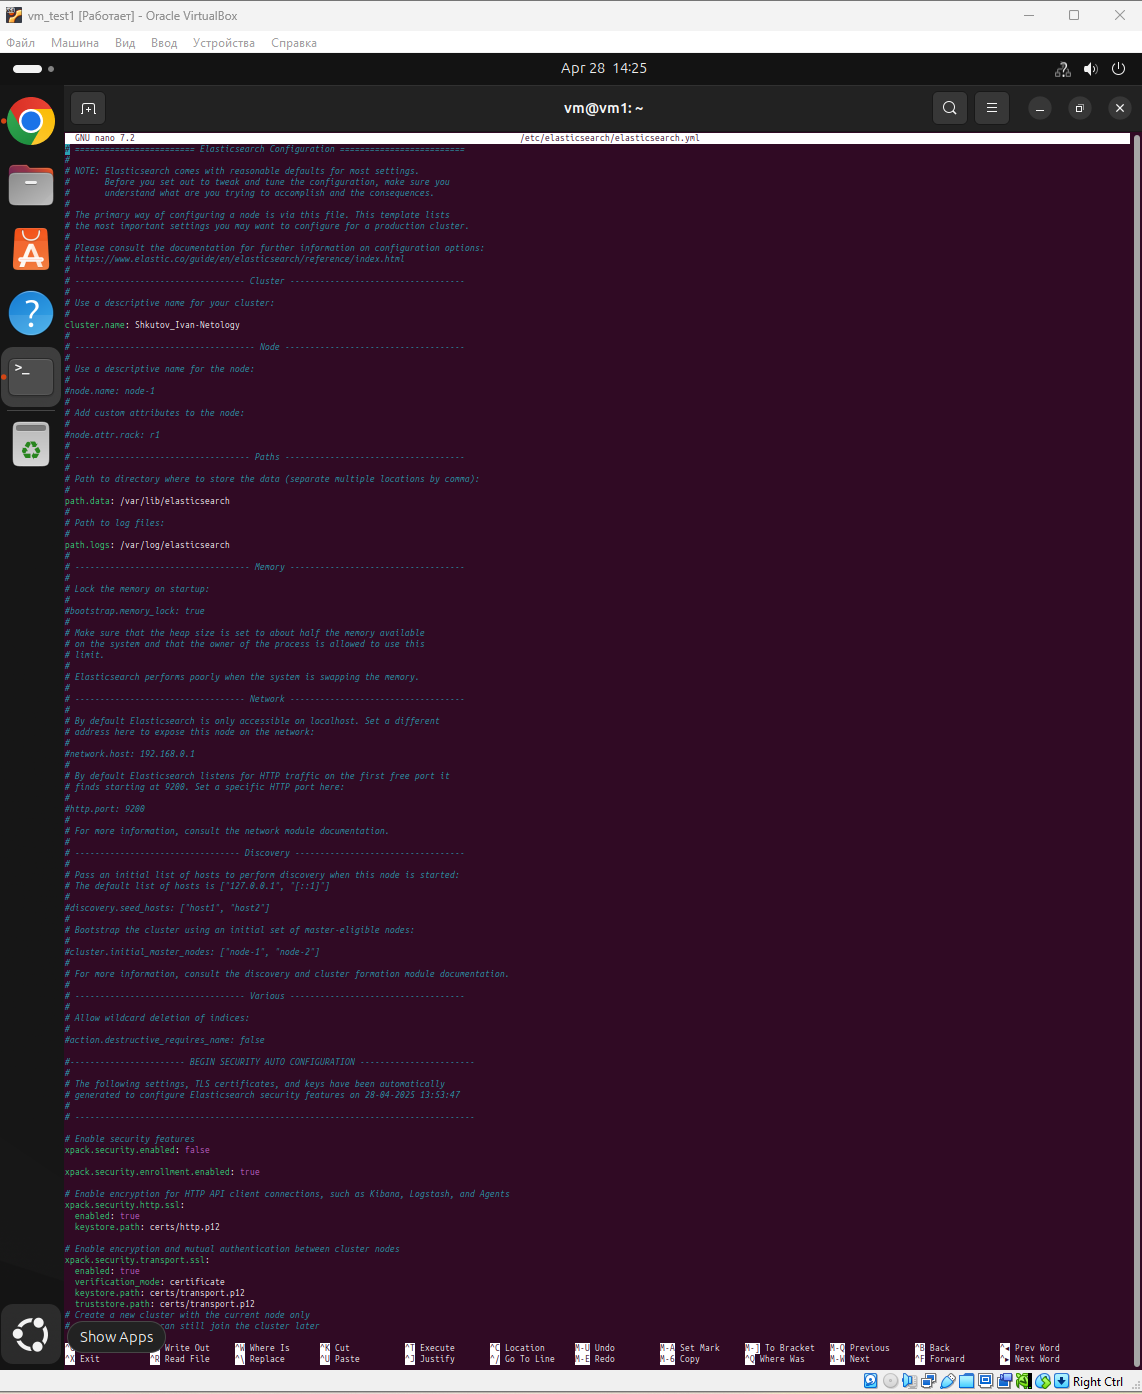 vm_test1 [Работает] - Oracle VirtualBox
Файл Машина Вид Ввод Устройства Справка
Apr 28 14:25
vm@vm1: ~
GNU nano 7.2 /etc/elasticsearch/elasticsearch.yml
# ======================== Elasticsearch Configuration =========================
#
# NOTE: Elasticsearch comes with reasonable defaults for most settings.
#       Before you set out to tweak and tune the configuration, make sure you
#       understand what are you trying to accomplish and the consequences.
#
# The primary way of configuring a node is via this file. This template lists
# the most important settings you may want to configure for a production cluster.
#
# Please consult the documentation for further information on configuration options:
# https://www.elastic.co/guide/en/elasticsearch/reference/index.html
#
# ---------------------------------- Cluster -----------------------------------
#
# Use a descriptive name for your cluster:
#
cluster.name: Shkutov_Ivan-Netology
#
# ------------------------------------ Node ------------------------------------
#
# Use a descriptive name for the node:
#
#node.name: node-1
#
# Add custom attributes to the node:
#
#node.attr.rack: r1
#
# ----------------------------------- Paths ------------------------------------
#
# Path to directory where to store the data (separate multiple locations by comma):
#
path.data: /var/lib/elasticsearch
#
# Path to log files:
#
path.logs: /var/log/elasticsearch
#
# ----------------------------------- Memory -----------------------------------
#
# Lock the memory on startup:
#
#bootstrap.memory_lock: true
#
# Make sure that the heap size is set to about half the memory available
# on the system and that the owner of the process is allowed to use this
# limit.
#
# Elasticsearch performs poorly when the system is swapping the memory.
#
# ---------------------------------- Network -----------------------------------
#
# By default Elasticsearch is only accessible on localhost. Set a different
# address here to expose this node on the network:
#
#network.host: 192.168.0.1
#
# By default Elasticsearch listens for HTTP traffic on the first free port it
# finds starting at 9200. Set a specific HTTP port here:
#
#http.port: 9200
#
# For more information, consult the network module documentation.
#
# --------------------------------- Discovery ----------------------------------
#
# Pass an initial list of hosts to perform discovery when this node is started:
# The default list of hosts is ["127.0.0.1", "[::1]"]
#
#discovery.seed_hosts: ["host1", "host2"]
#
# Bootstrap the cluster using an initial set of master-eligible nodes:
#
#cluster.initial_master_nodes: ["node-1", "node-2"]
#
# For more information, consult the discovery and cluster formation module documentation.
#
# ---------------------------------- Various -----------------------------------
#
# Allow wildcard deletion of indices:
#
#action.destructive_requires_name: false

#----------------------- BEGIN SECURITY AUTO CONFIGURATION -----------------------
#
# The following settings, TLS certificates, and keys have been automatically
# generated to configure Elasticsearch security features on 28-04-2025 13:53:47
#
# --------------------------------------------------------------------------------

# Enable security features
xpack.security.enabled: false

xpack.security.enrollment.enabled: true

# Enable encryption for HTTP API client connections, such as Kibana, Logstash, and Agents
xpack.security.http.ssl:
  enabled: true
  keystore.path: certs/http.p12

# Enable encryption and mutual authentication between cluster nodes
xpack.security.transport.ssl:
  enabled: true
  verification_mode: certificate
  keystore.path: certs/transport.p12
  truststore.path: certs/transport.p12
# Create a new cluster with the current node only
# can still join the cluster later
Show Apps
Write Out ^W Where Is ^K Cut ^T Execute ^C Location M-U Undo M-A Set Mark M-] To Bracket M-Q Previous ^B Back ^◂ Prev Word
^X Exit ^R Read File ^\ Replace ^U Paste ^J Justify ^/ Go To Line M-E Redo M-6 Copy ^Q Where Was M-W Next ^F Forward ^▸ Next Word
Right Ctrl